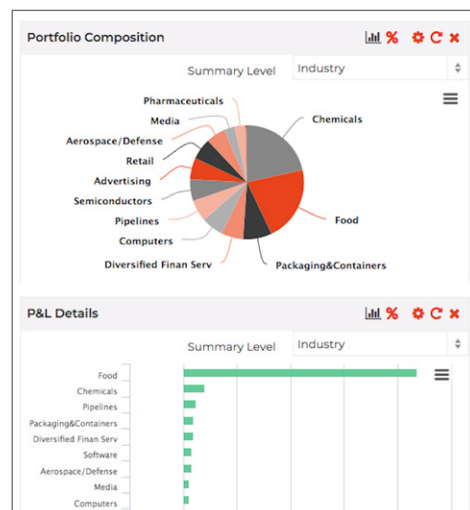 Portfolio Composition
%
Summary Level
Industry
Pharmaceuticals
Media
Chemicals
Aerospace/Defense
Retail
Advertising
Semiconductors
Food
Pipelines
Computers
Diversified Finan Serv
Packaging&Containers
P&L Details
%
Summary Level
Industry
Food
Chemicals
Pipelines
Packaging&Containers
Diversified Finan Serv
Software
Aerospace/Defense
Media
Computers